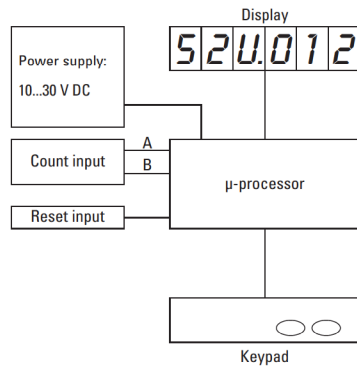 Display
52U.012
Power supply:
10...30 V DC
A
Count input
B
µ-processor
Reset input
Keypad